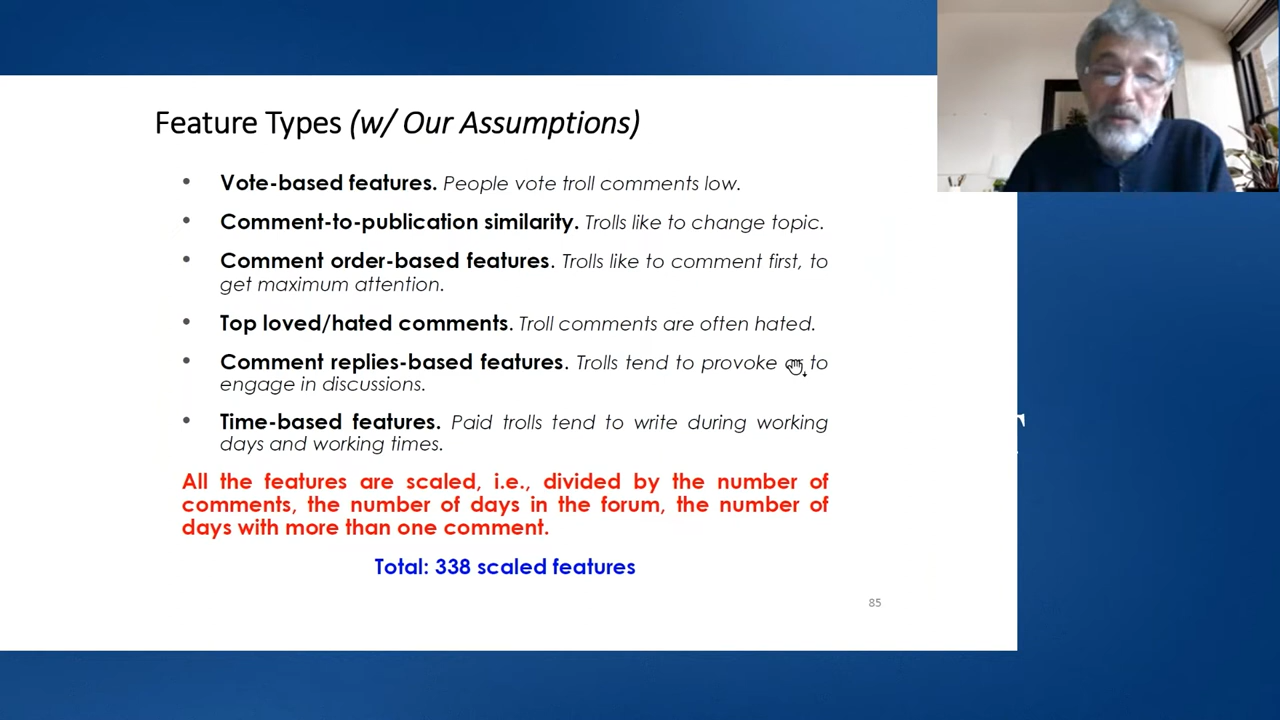 Feature Types (w/ Our Assumptions)
• Vote-based features. People vote troll comments low.
• Comment-to-publication similarity. Trolls like to change topic.
• Comment order-based features. Trolls like to comment first, to
get maximum attention.
• Top loved/hated comments. Troll comments are often hated.
• Comment replies-based features. Trolls tend to provoke or to
engage in discussions.
• Time-based features. Paid trolls tend to write during working
days and working times.
All the features are scaled, i.e., divided by the number of
comments, the number of days in the forum, the number of
days with more than one comment.
Total: 338 scaled features
85